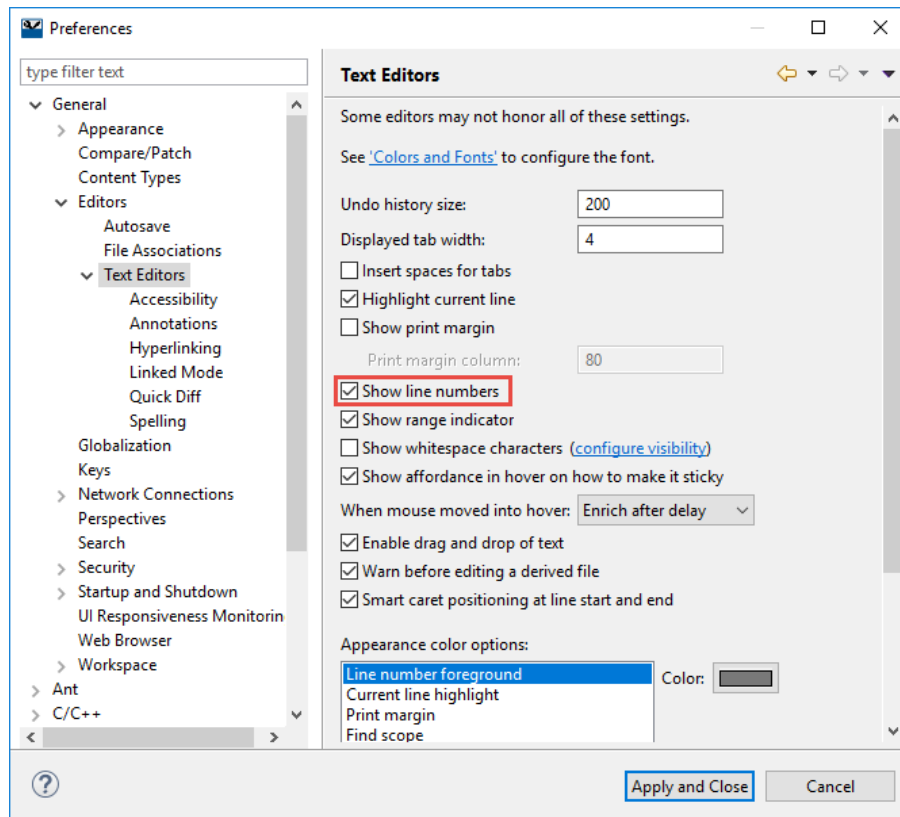 Preferences
type filter text
General
Appearance
Compare/Patch
Content Types
Editors
Autosave
File Associations
Text Editors
Accessibility
Annotations
Hyperlinking
Linked Mode
Quick Diff
Spelling
Globalization
Keys
Network Connections
Perspectives
Search
Security
Startup and Shutdown
UI Responsiveness Monitorin
Web Browser
Workspace
Ant
C/C++
Text Editors
Some editors may not honor all of these settings.
See 'Colors and Fonts' to configure the font.
Undo history size: 200
Displayed tab width: 4
Insert spaces for tabs
Highlight current line
Show print margin
Print margin column: 80
Show line numbers
Show range indicator
Show whitespace characters (configure visibility)
Show affordance in hover on how to make it sticky
When mouse moved into hover: Enrich after delay
Enable drag and drop of text
Warn before editing a derived file
Smart caret positioning at line start and end
Appearance color options:
Line number foreground Color:
Current line highlight
Print margin
Find scope
? Apply and Close Cancel